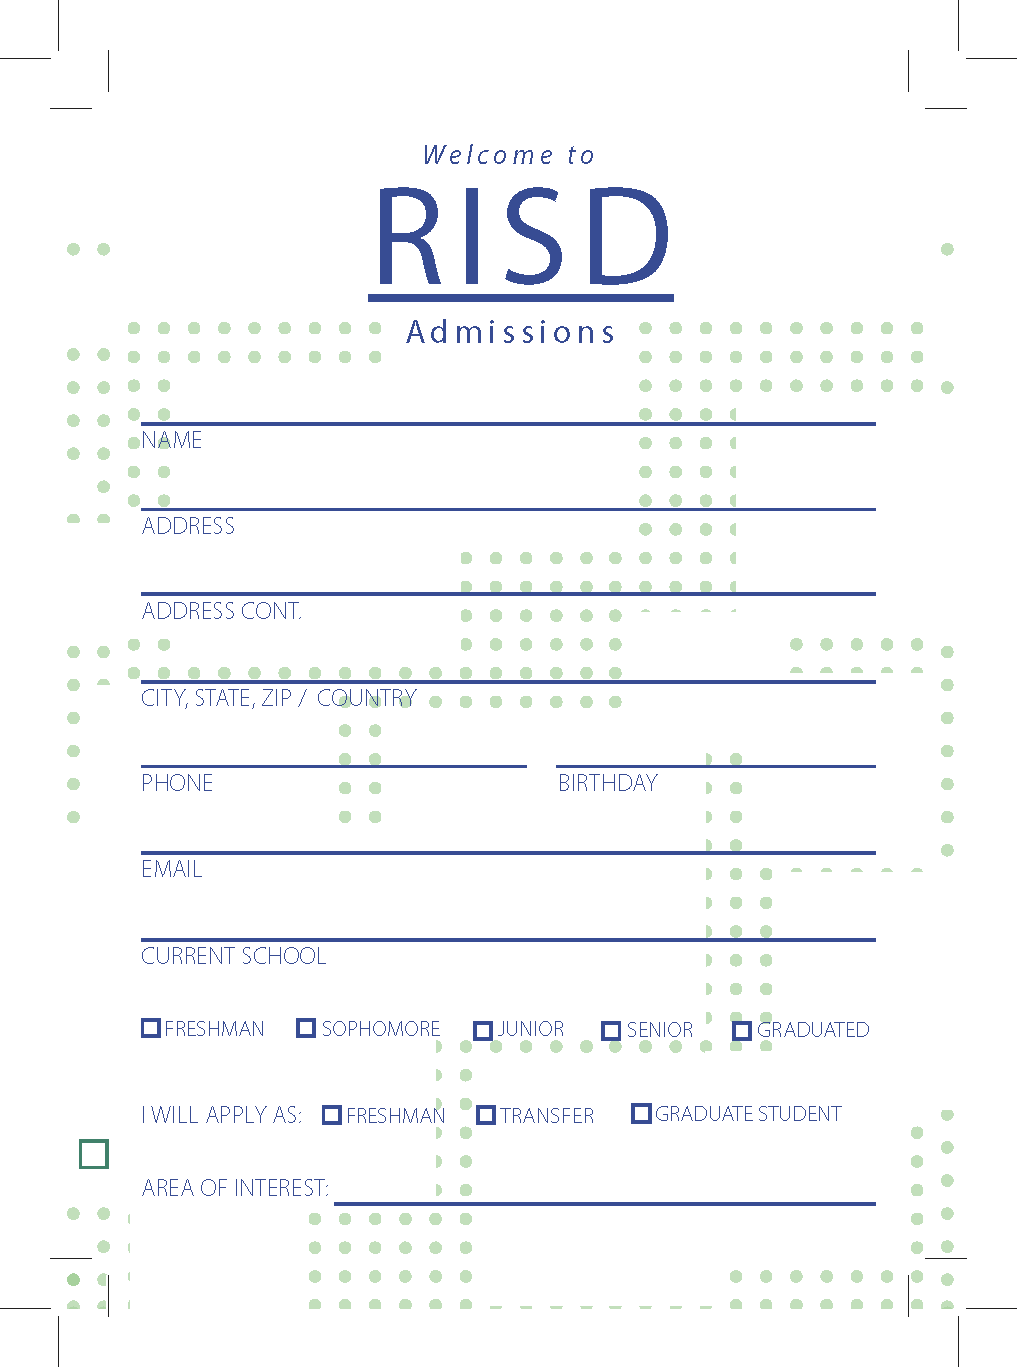 Welcome to
RISD
Admissions
NAME
ADDRESS
ADDRESS CONT.
CITY, STATE, ZIP / COUNTRY
PHONE BIRTHDAY
EMAIL
CURRENT SCHOOL
FRESHMAN SOPHOMORE JUNIOR SENIOR GRADUATED
I WILL APPLY AS: FRESHMAN TRANSFER GRADUATE STUDENT
AREA OF INTEREST: